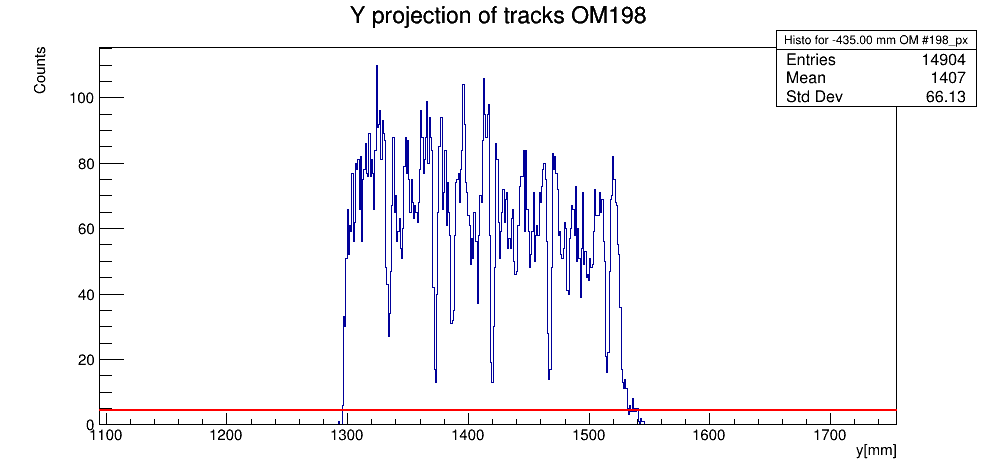 Y projection of tracks OM198
Histo for -435.00 mm OM #198_px
Entries 14904
Mean 1407
Std Dev 66.13
Counts
100
80
60
40
20
0
1100 1200 1300 1400 1500 1600 1700
y[mm]